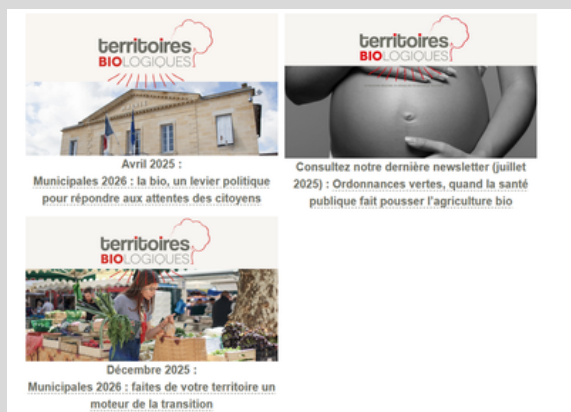 territoires
BIOLOGIQUES
Avril 2025 :
Municipales 2026 : la bio, un levier politique
pour répondre aux attentes des citoyens
territoires
BIOLOGIQUES
Consultez notre dernière newsletter (juillet
2025) : Ordonnances vertes, quand la santé
publique fait pousser l'agriculture bio
territoires
BIOLOGIQUES
Décembre 2025 :
Municipales 2026 : faites de votre territoire un
moteur de la transition